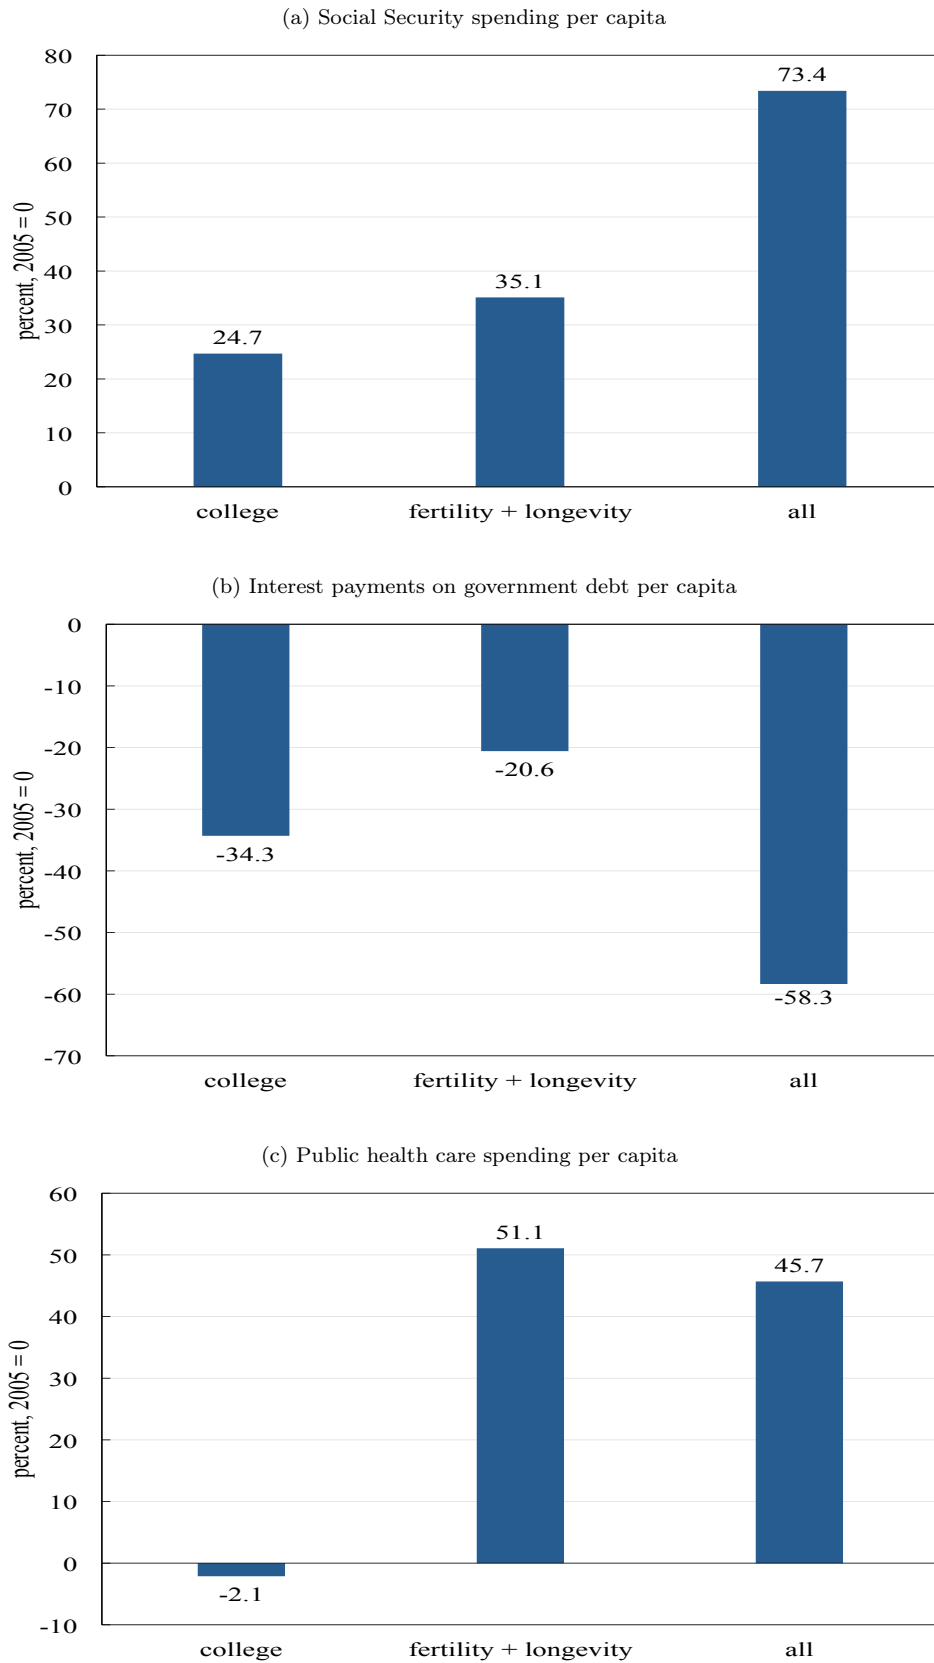 (a) Social Security spending per capita
80
70
60
50
40
30
20
10
0
percent, 2005 = 0
24.7
35.1
73.4
college
fertility + longevity
all
(b) Interest payments on government debt per capita
0
-10
-20
-30
-40
-50
-60
-70
percent, 2005 = 0
-34.3
-20.6
-58.3
college
fertility + longevity
all
(c) Public health care spending per capita
60
50
40
30
20
10
0
-10
percent, 2005 = 0
-2.1
51.1
45.7
college
fertility + longevity
all